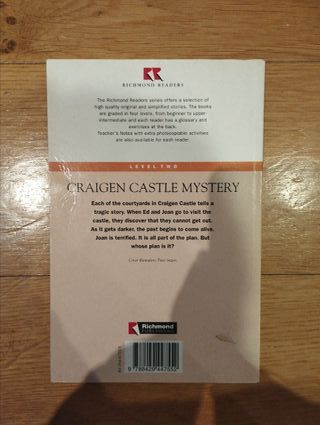 RICHMOND READERS
The Richmond Readers series offers a selection of
high quality original and simplified stories. The books
are graded in four levels, from beginner to upper
intermediate and each reader has a glossary and
exercises at the back.
Teacher's Notes with extra photocopiable activities
are also available for each reader.
LEVEL TWO
CRAIGEN CASTLE MYSTERY
Each of the courtyards in Craigen Castle tells a
tragic story. When Ed and Joan go to visit the
castle, they discover that they cannot get out.
As it gets darker, the past begins to come alive.
Joan is terrified. It is all part of the plan. But
whose plan is it?
Cover illustration:
Richmond
PUBLISHING